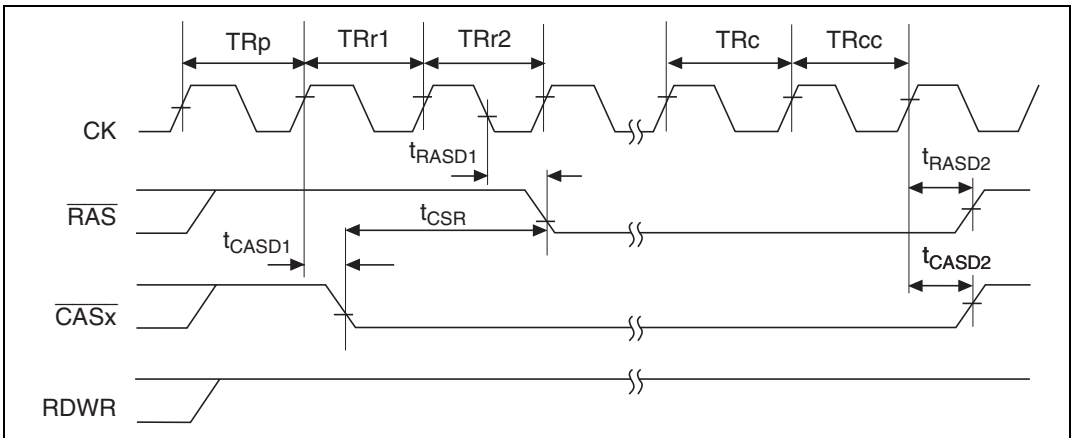 TRp TRr1 TRr2 TRc TRcc
CK
tRASD1 tRASD2
RAS
tCSR
tCASD1 tCASD2
CASx
RDWR